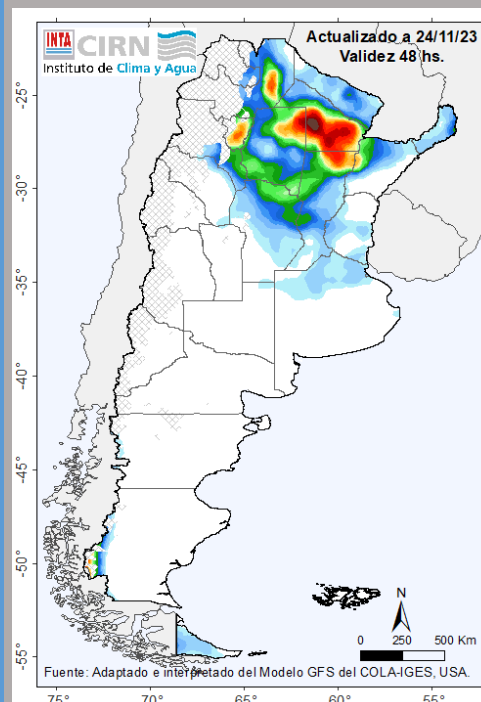 INTA CIRN
Instituto de Clima y Agua
Actualizado a 24/11/23
Validez 48 hs.
-25°
-30°
-35°
-40°
-45°
-50°
-55°
N
0 250 500 Km
Fuente: Adaptado e interpretado del Modelo GFS del COLA-IGES, USA.
75° 70° 65° 60° 55°